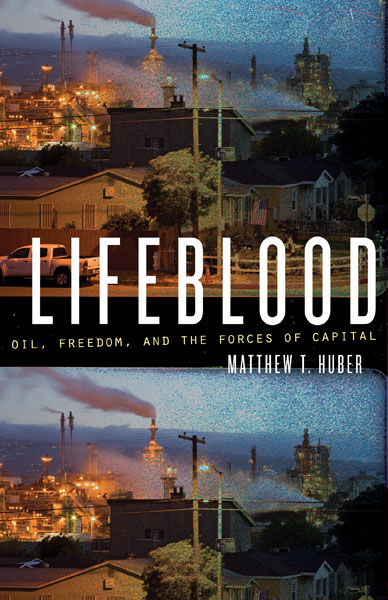 LIFEBLOOD
OIL, FREEDOM, AND THE FORCES OF CAPITAL
MATTHEW T. HUBER